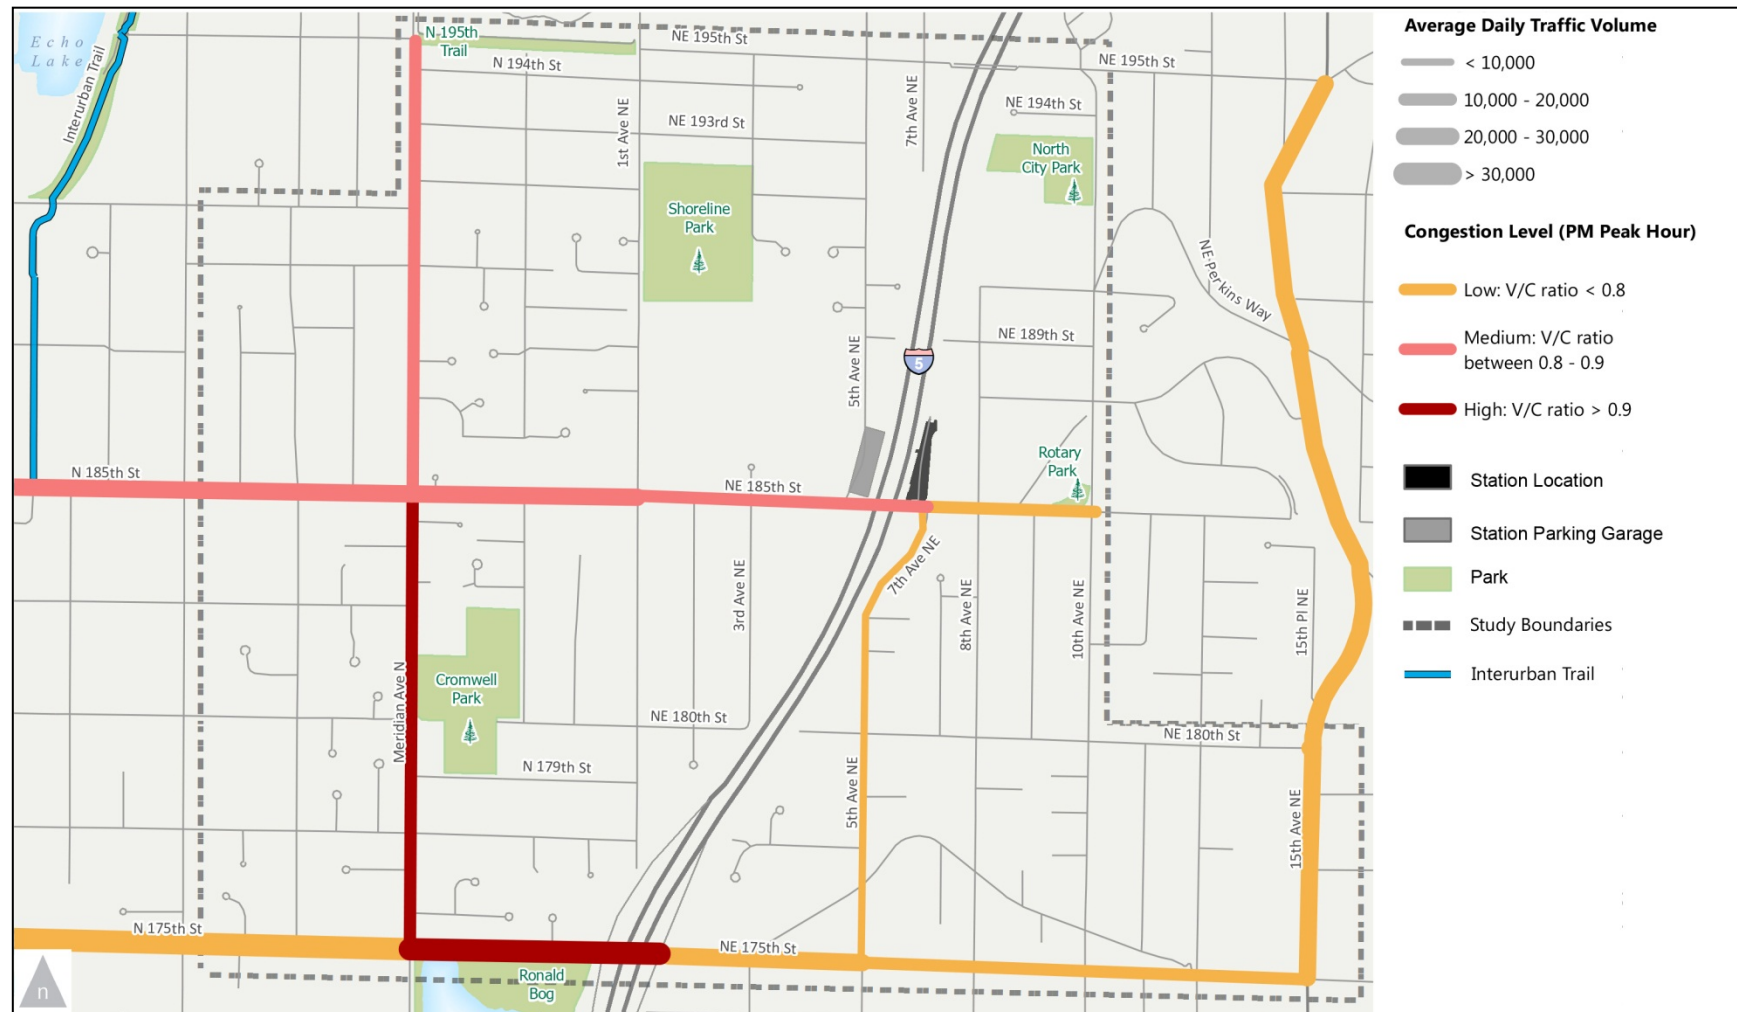 Echo
Lake
Interurban Trail
N 195th
Trail
NE 195th St
NE 195th St
N 194th St
NE 194th St
NE 193rd St
1st Ave NE
7th Ave NE
North
City Park
Shoreline
Park
NE Perkins Way
NE 189th St
5th Ave NE
5
Rotary
Park
N 185th St
NE 185th St
7th Ave NE
3rd Ave NE
8th Ave NE
10th Ave NE
15th Pl NE
Meridian Ave N
Cromwell
Park
NE 180th St
NE 180th St
N 179th St
5th Ave NE
15th Ave NE
N 175th St
NE 175th St
Ronald
Bog
n
Average Daily Traffic Volume
< 10,000
10,000 - 20,000
20,000 - 30,000
> 30,000
Congestion Level (PM Peak Hour)
Low: V/C ratio < 0.8
Medium: V/C ratio
between 0.8 - 0.9
High: V/C ratio > 0.9
Station Location
Station Parking Garage
Park
Study Boundaries
Interurban Trail